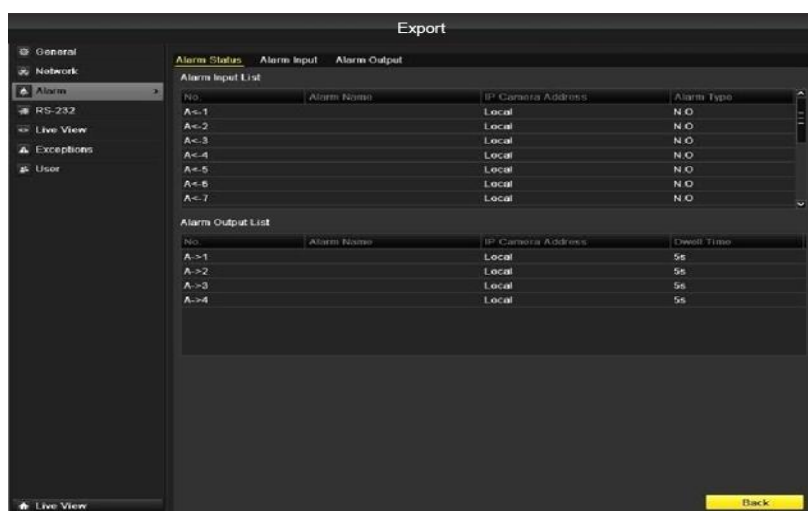 Export
General
Network
Alarm
RS-232
Live View
Exceptions
User
Alarm Status Alarm Input Alarm Output
Alarm Input List
No. Alarm Name IP Camera Address Alarm Type
A<-1 Local N.O
A<-2 Local N.O
A<-3 Local N.O
A<-4 Local N.O
A<-5 Local N.O
A<-6 Local N.O
A<-7 Local N.O
Alarm Output List
No. Alarm Name IP Camera Address Dwell Time
A->1 Local 5s
A->2 Local 5s
A->3 Local 5s
A->4 Local 5s
Live View
Back